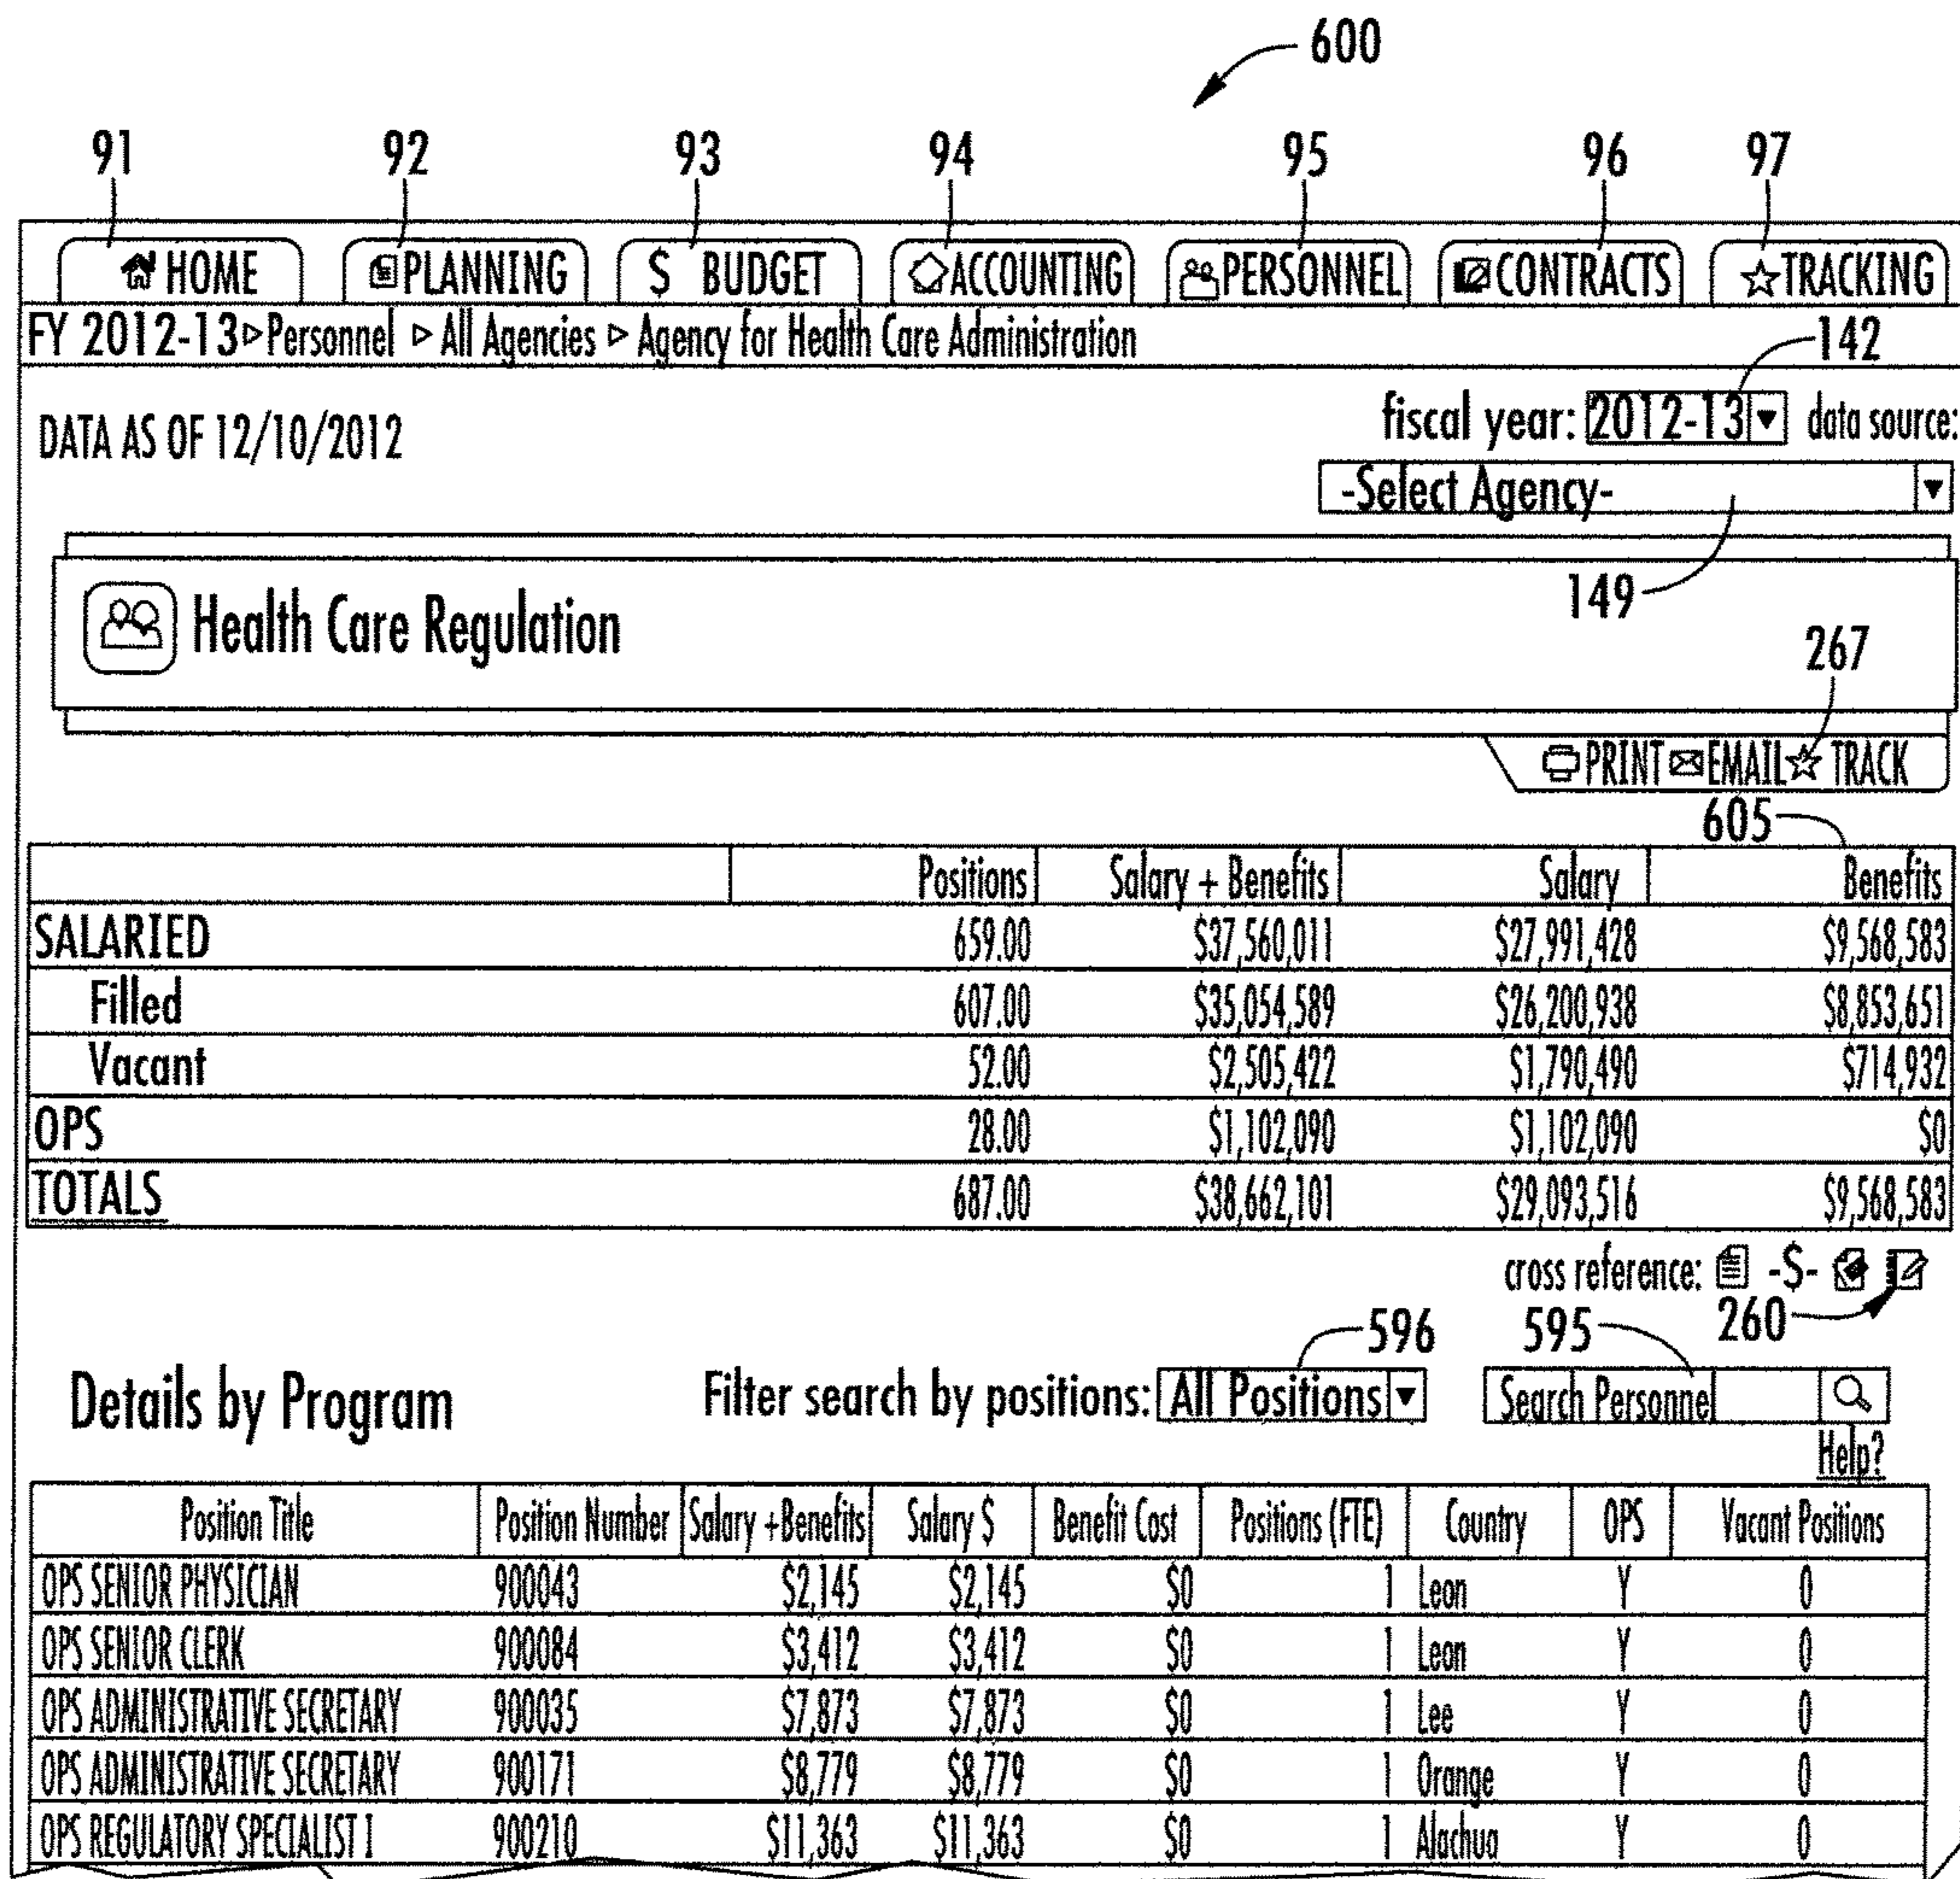 600
91 92 93 94 95 96 97
HOME PLANNING $ BUDGET ACCOUNTING PERSONNEL CONTRACTS TRACKING
FY 2012-13 ▷ Personnel ▷ All Agencies ▷ Agency for Health Care Administration
142
DATA AS OF 12/10/2012 fiscal year: 2012-13 data source:
-Select Agency-
149
Health Care Regulation
267
PRINT EMAIL TRACK
605
Positions Salary + Benefits Salary Benefits
SALARIED 659.00 $37,560,011 $27,991,428 $9,568,583
Filled 607.00 $35,054,589 $26,200,938 $8,853,651
Vacant 52.00 $2,505,422 $1,790,490 $714,932
OPS 28.00 $1,102,090 $1,102,090 $0
TOTALS 687.00 $38,662,101 $29,093,516 $9,568,583
cross reference: -$-
596 595 260
Details by Program Filter search by positions: All Positions Search Personnel
Help?
Position Title Position Number Salary +Benefits Salary $ Benefit Cost Positions (FTE) Country OPS Vacant Positions
OPS SENIOR PHYSICIAN 900043 $2,145 $2,145 $0 1 Leon Y 0
OPS SENIOR CLERK 900084 $3,412 $3,412 $0 1 Leon Y 0
OPS ADMINISTRATIVE SECRETARY 900035 $7,873 $7,873 $0 1 Lee Y 0
OPS ADMINISTRATIVE SECRETARY 900171 $8,779 $8,779 $0 1 Orange Y 0
OPS REGULATORY SPECIALIST I 900210 $11,363 $11,363 $0 1 Alachua Y 0